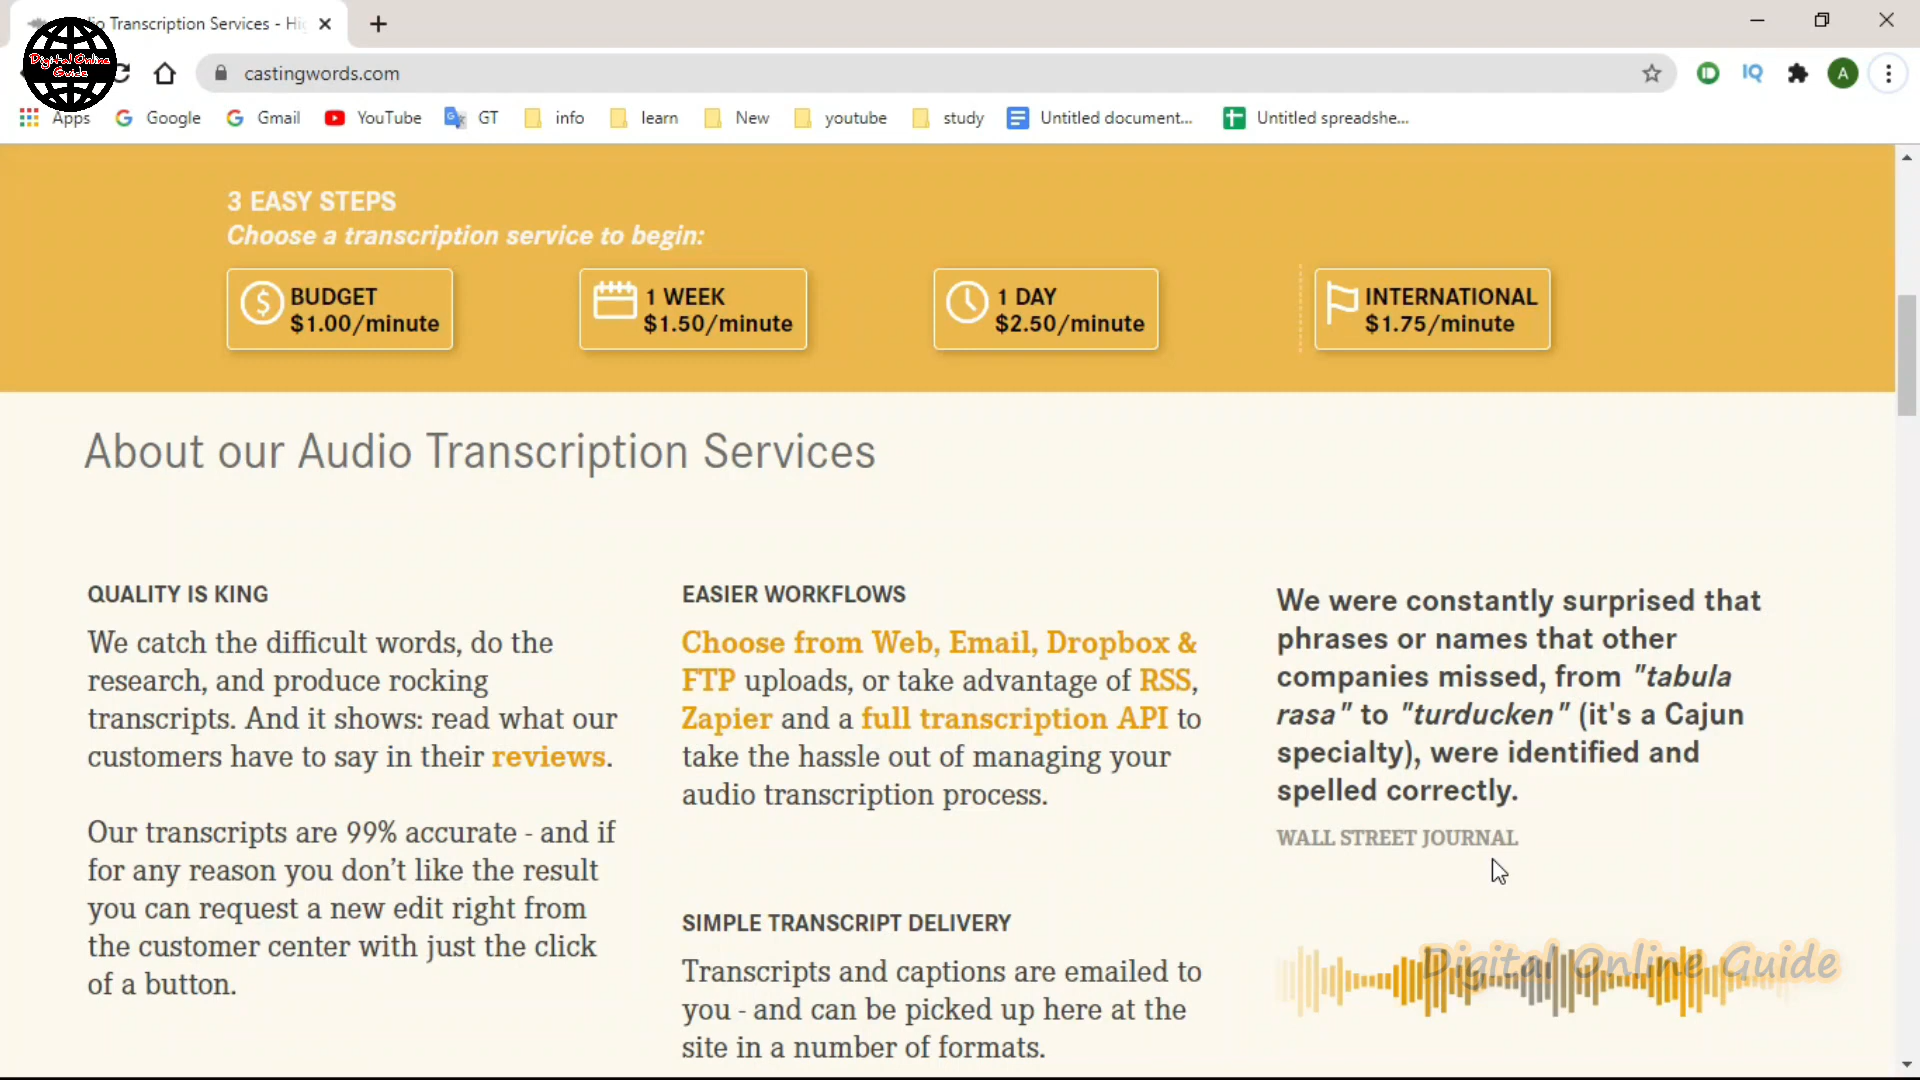 Audio Transcription Services - Hi
Digital Online
Guide
castingwords.com
IQ
A
Apps
Google
Gmail
YouTube
GT
info
learn
New
youtube
study
Untitled document...
Untitled spreadshe...
3 EASY STEPS
Choose a transcription service to begin:
BUDGET
$1.00/minute
1 WEEK
$1.50/minute
1 DAY
$2.50/minute
INTERNATIONAL
$1.75/minute
About our Audio Transcription Services
QUALITY IS KING
We catch the difficult words, do the
research, and produce rocking
transcripts. And it shows: read what our
customers have to say in their reviews.
Our transcripts are 99% accurate - and if
for any reason you don't like the result
you can request a new edit right from
the customer center with just the click
of a button.
EASIER WORKFLOWS
Choose from Web, Email, Dropbox &
FTP uploads, or take advantage of RSS,
Zapier and a full transcription API to
take the hassle out of managing your
audio transcription process.
SIMPLE TRANSCRIPT DELIVERY
Transcripts and captions are emailed to
you - and can be picked up here at the
site in a number of formats.
We were constantly surprised that
phrases or names that other
companies missed, from "tabula
rasa" to "turducken" (it's a Cajun
specialty), were identified and
spelled correctly.
WALL STREET JOURNAL
Digital Online Guide